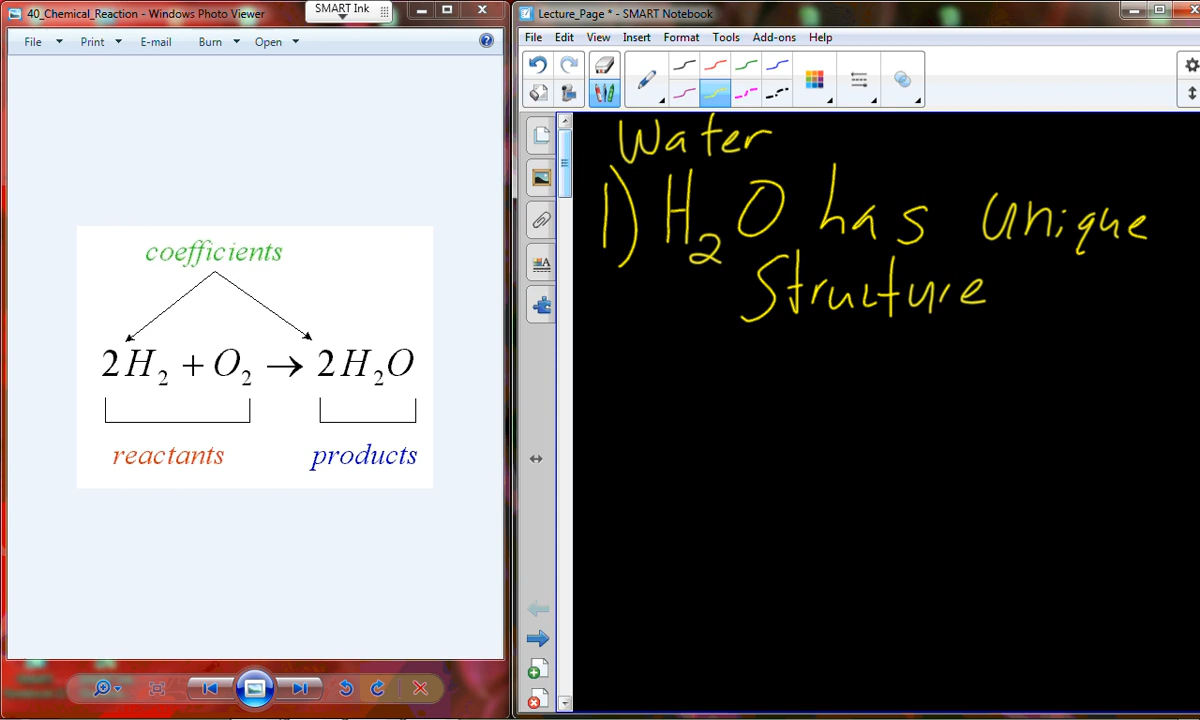 40_Chemical_Reaction - Windows Photo Viewer
SMART Ink
File Print E-mail Burn Open
coefficients
2H₂ + O₂ → 2H₂O
reactants products
Lecture_Page * - SMART Notebook
File Edit View Insert Format Tools Add-ons Help
Water
1) H₂O has unique
Structure